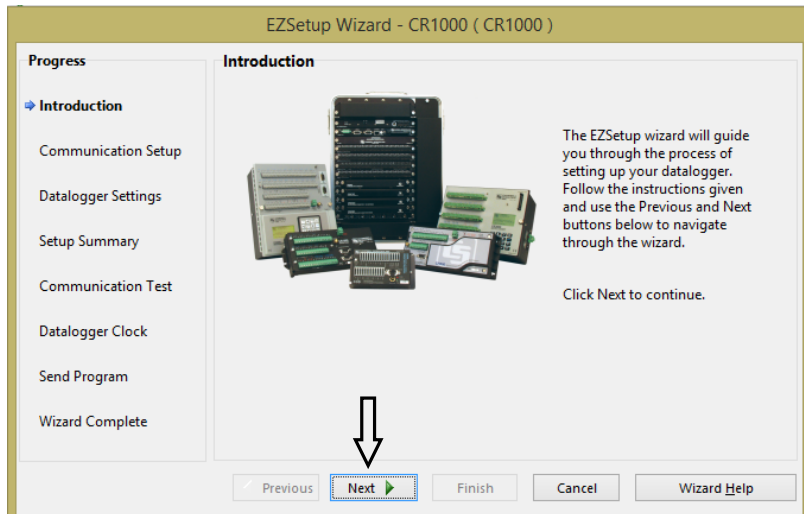 EZSetup Wizard - CR1000 ( CR1000 )
Progress
Introduction
Communication Setup
Datalogger Settings
Setup Summary
Communication Test
Datalogger Clock
Send Program
Wizard Complete
Introduction
The EZSetup wizard will guide
you through the process of
setting up your datalogger.
Follow the instructions given
and use the Previous and Next
buttons below to navigate
through the wizard.
Click Next to continue.
Previous
Next
Finish
Cancel
Wizard Help